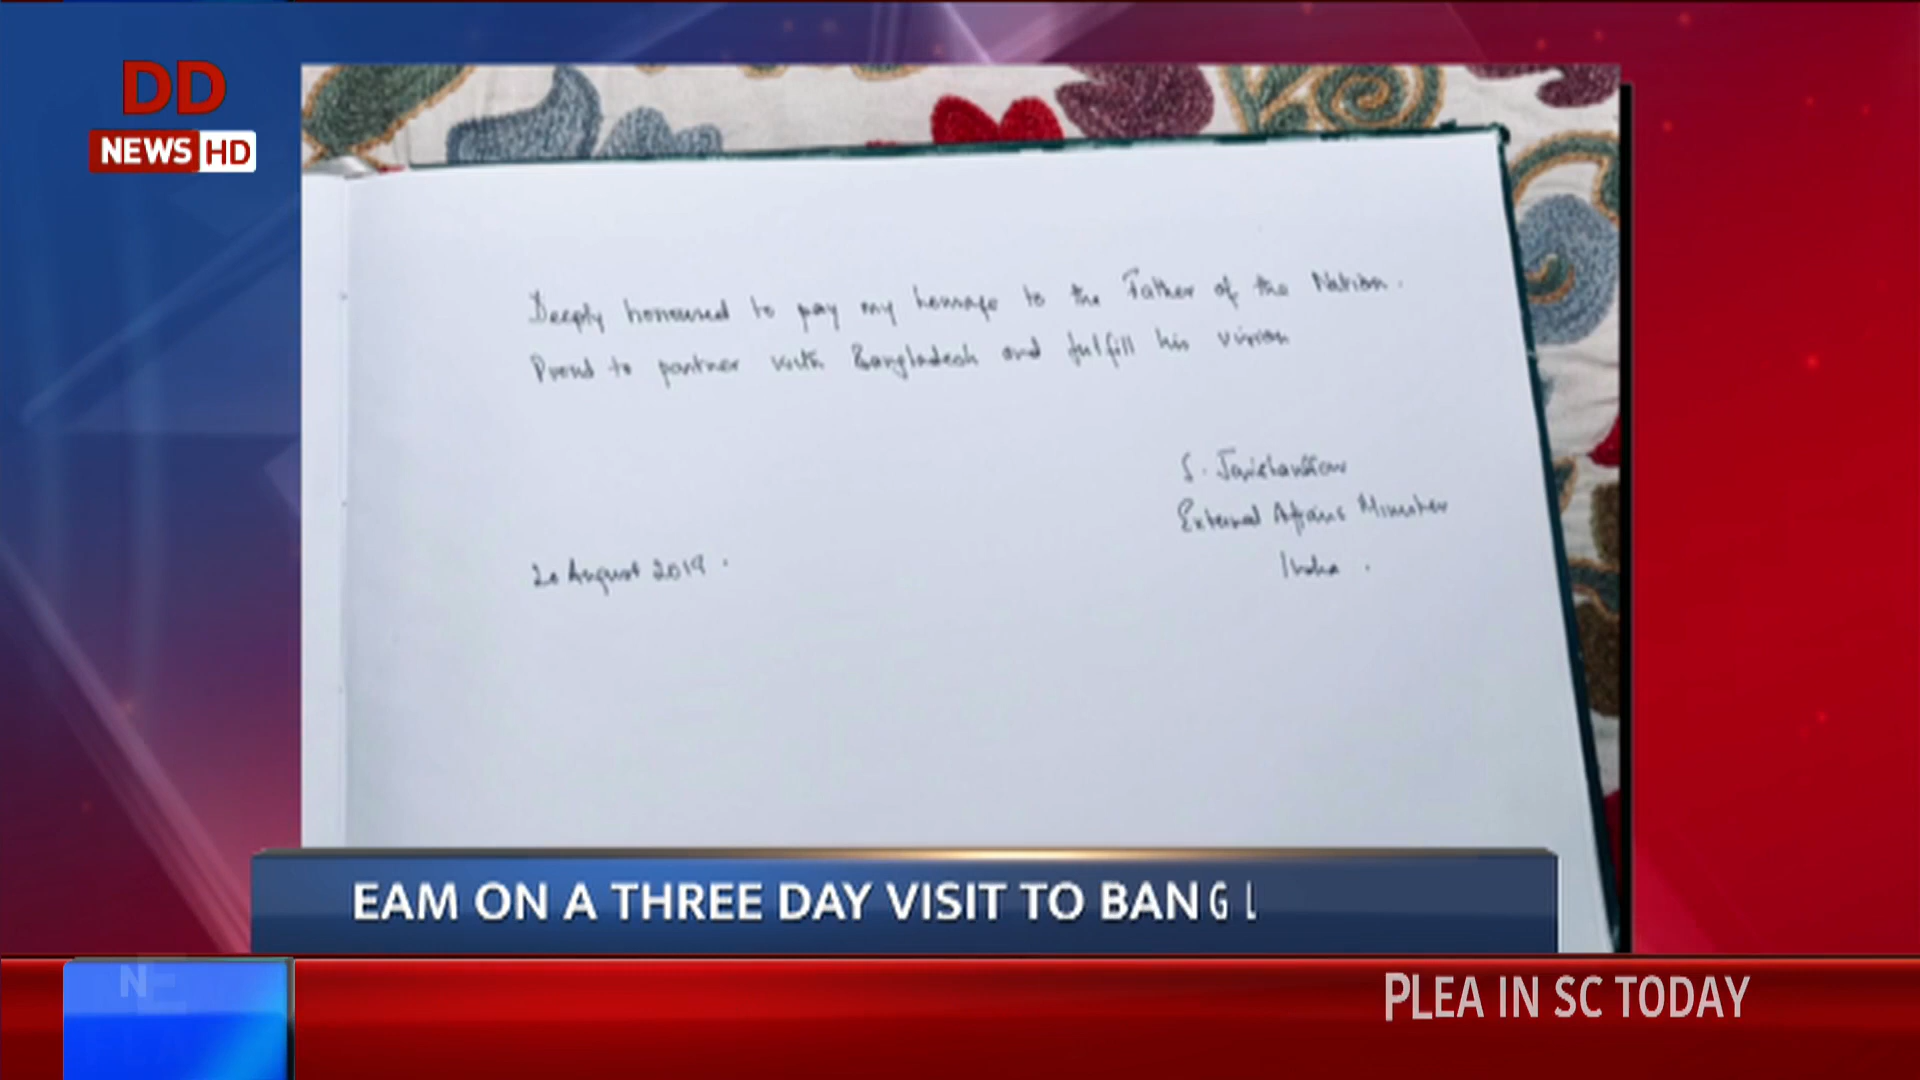 DD
NEWS HD
Deeply honoured to pay my homage to the Father of the Nation.
Proud to partner with Bangladesh and fulfill his vision
S. Jaishankar
External Affairs Minister
India.
20 August 2019.
EAM ON A THREE DAY VISIT TO BANGL
PLEA IN SC TODAY